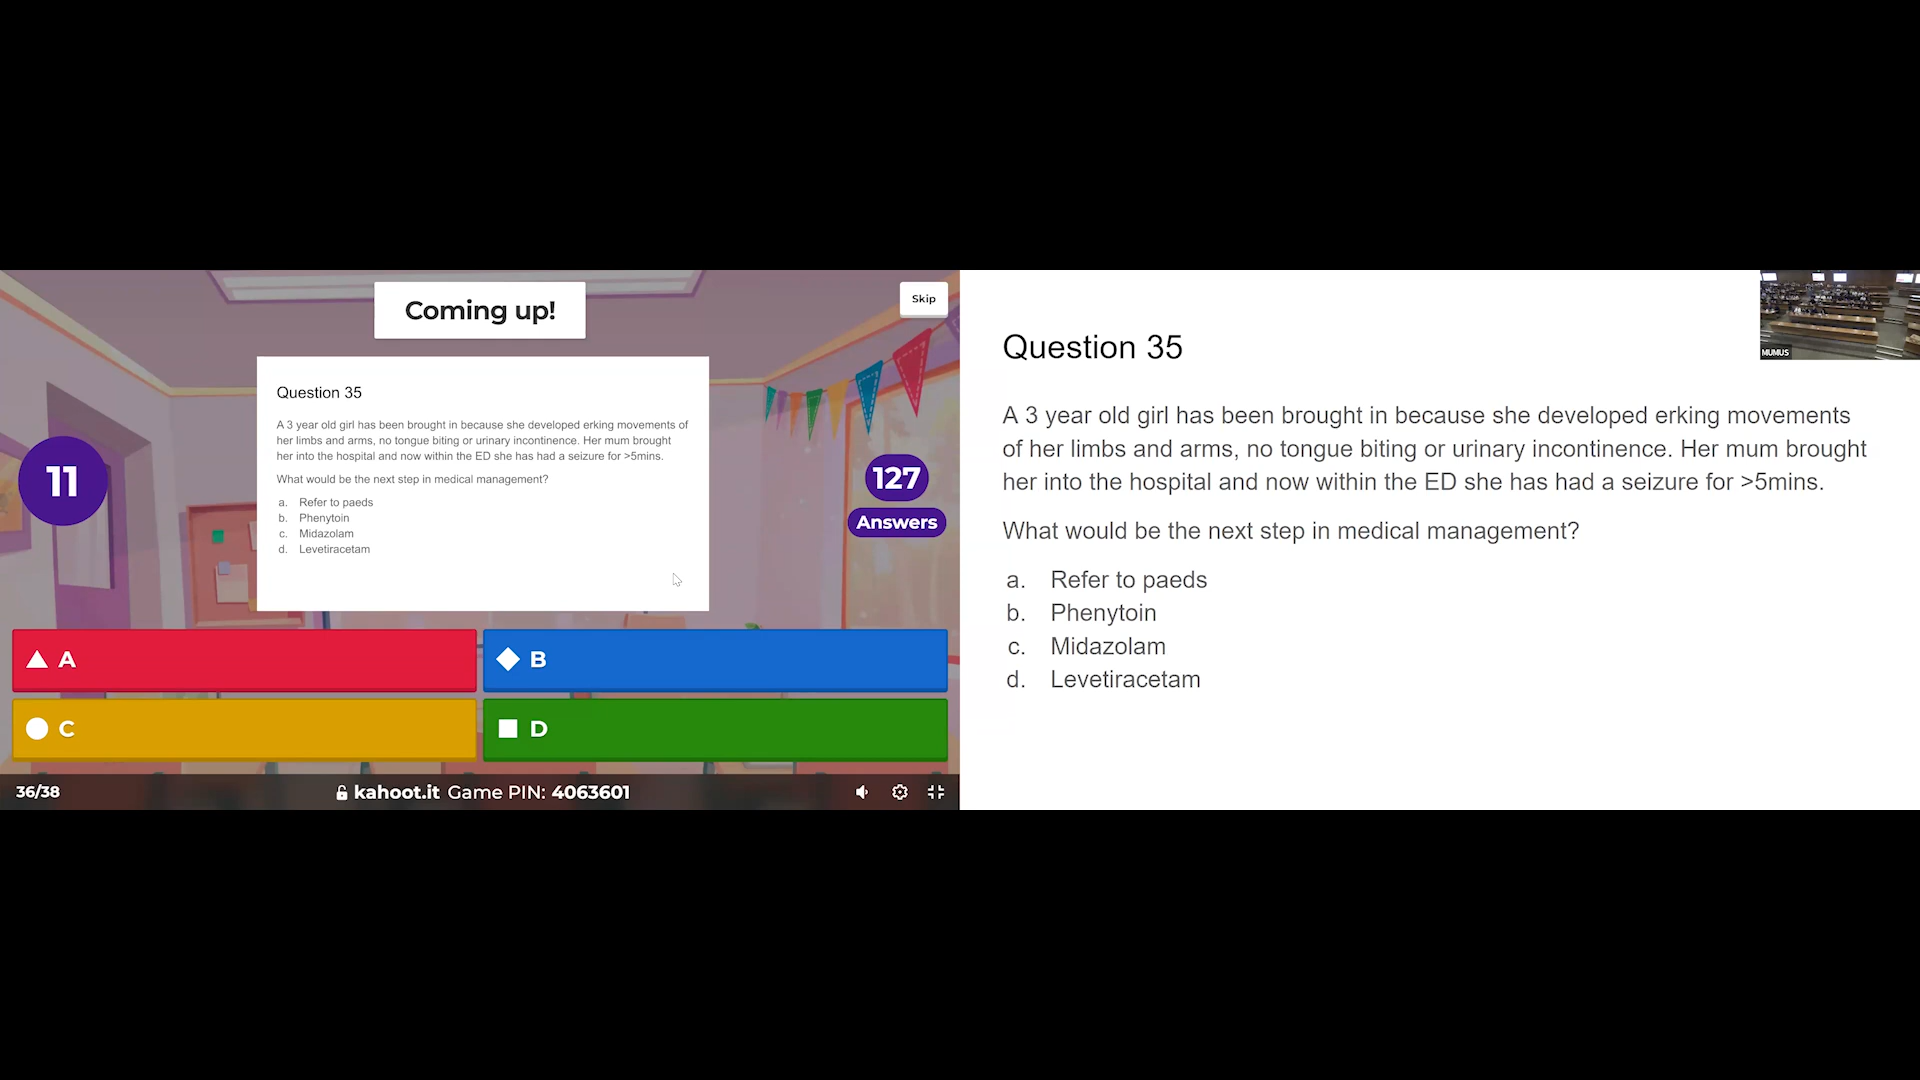 Coming up!
Skip
Question 35
A 3 year old girl has been brought in because she developed erking movements of
her limbs and arms, no tongue biting or urinary incontinence. Her mum brought
her into the hospital and now within the ED she has had a seizure for >5mins.
What would be the next step in medical management?
a. Refer to paeds
b. Phenytoin
c. Midazolam
d. Levetiracetam
11
127
Answers
A
B
C
D
36/38
kahoot.it Game PIN: 4063601
MUMUS
Question 35
A 3 year old girl has been brought in because she developed erking movements
of her limbs and arms, no tongue biting or urinary incontinence. Her mum brought
her into the hospital and now within the ED she has had a seizure for >5mins.
What would be the next step in medical management?
a. Refer to paeds
b. Phenytoin
c. Midazolam
d. Levetiracetam